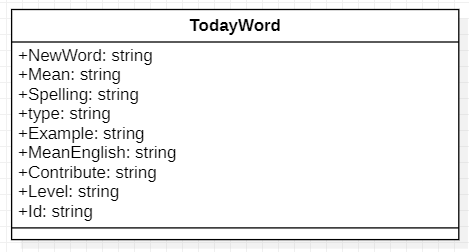 TodayWord
+NewWord: string
+Mean: string
+Spelling: string
+type: string
+Example: string
+MeanEnglish: string
+Contribute: string
+Level: string
+Id: string